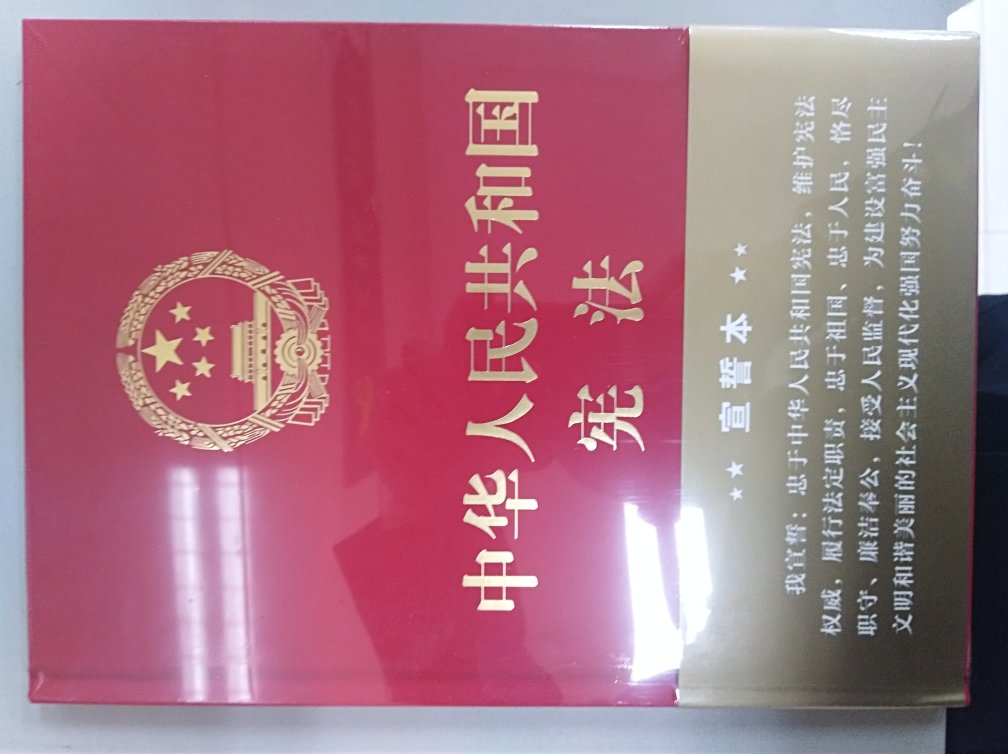 中华人民共和国
宪法
宣誓本
我宣誓：忠于中华人民共和国宪法，维护宪法
权威，履行法定职责，忠于祖国、忠于人民，恪尽
职守、廉洁奉公，接受人民监督，为建设富强民主
文明和谐美丽的社会主义现代化强国努力奋斗！